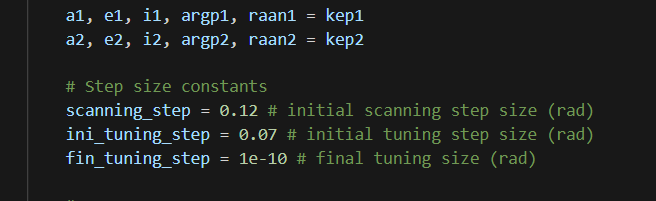 a1, e1, i1, argp1, raan1 = kep1
a2, e2, i2, argp2, raan2 = kep2
# Step size constants
scanning_step = 0.12 # initial scanning step size (rad)
ini_tuning_step = 0.07 # initial tuning step size (rad)
fin_tuning_step = 1e-10 # final tuning size (rad)